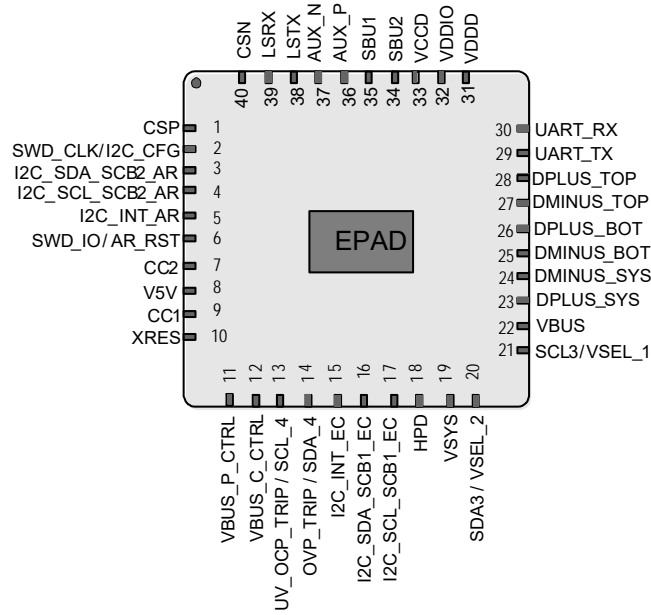 CSN
LSRX
LSTX
AUX_N
AUX_P
SBU1
SBU2
VCCD
VDDIO
VDDD
40
39
38
37
36
35
34
33
32
31
CSP 1
SWD_CLK/I2C_CFG 2
I2C_SDA_SCB2_AR 3
I2C_SCL_SCB2_AR 4
I2C_INT_AR 5
SWD_IO/AR_RST 6
CC2 7
V5V 8
CC1 9
XRES 10
EPAD
30 UART_RX
29 UART_TX
28 DPLUS_TOP
27 DMINUS_TOP
26 DPLUS_BOT
25 DMINUS_BOT
24 DMINUS_SYS
23 DPLUS_SYS
22 VBUS
21 SCL3/VSEL_1
11
12
13
14
15
16
17
18
19
20
VBUS_P_CTRL
VBUS_C_CTRL
UV_OCP_TRIP / SCL_4
OVP_TRIP / SDA_4
I2C_INT_EC
I2C_SDA_SCB1_EC
I2C_SCL_SCB1_EC
HPD
VSYS
SDA3 / VSEL_2